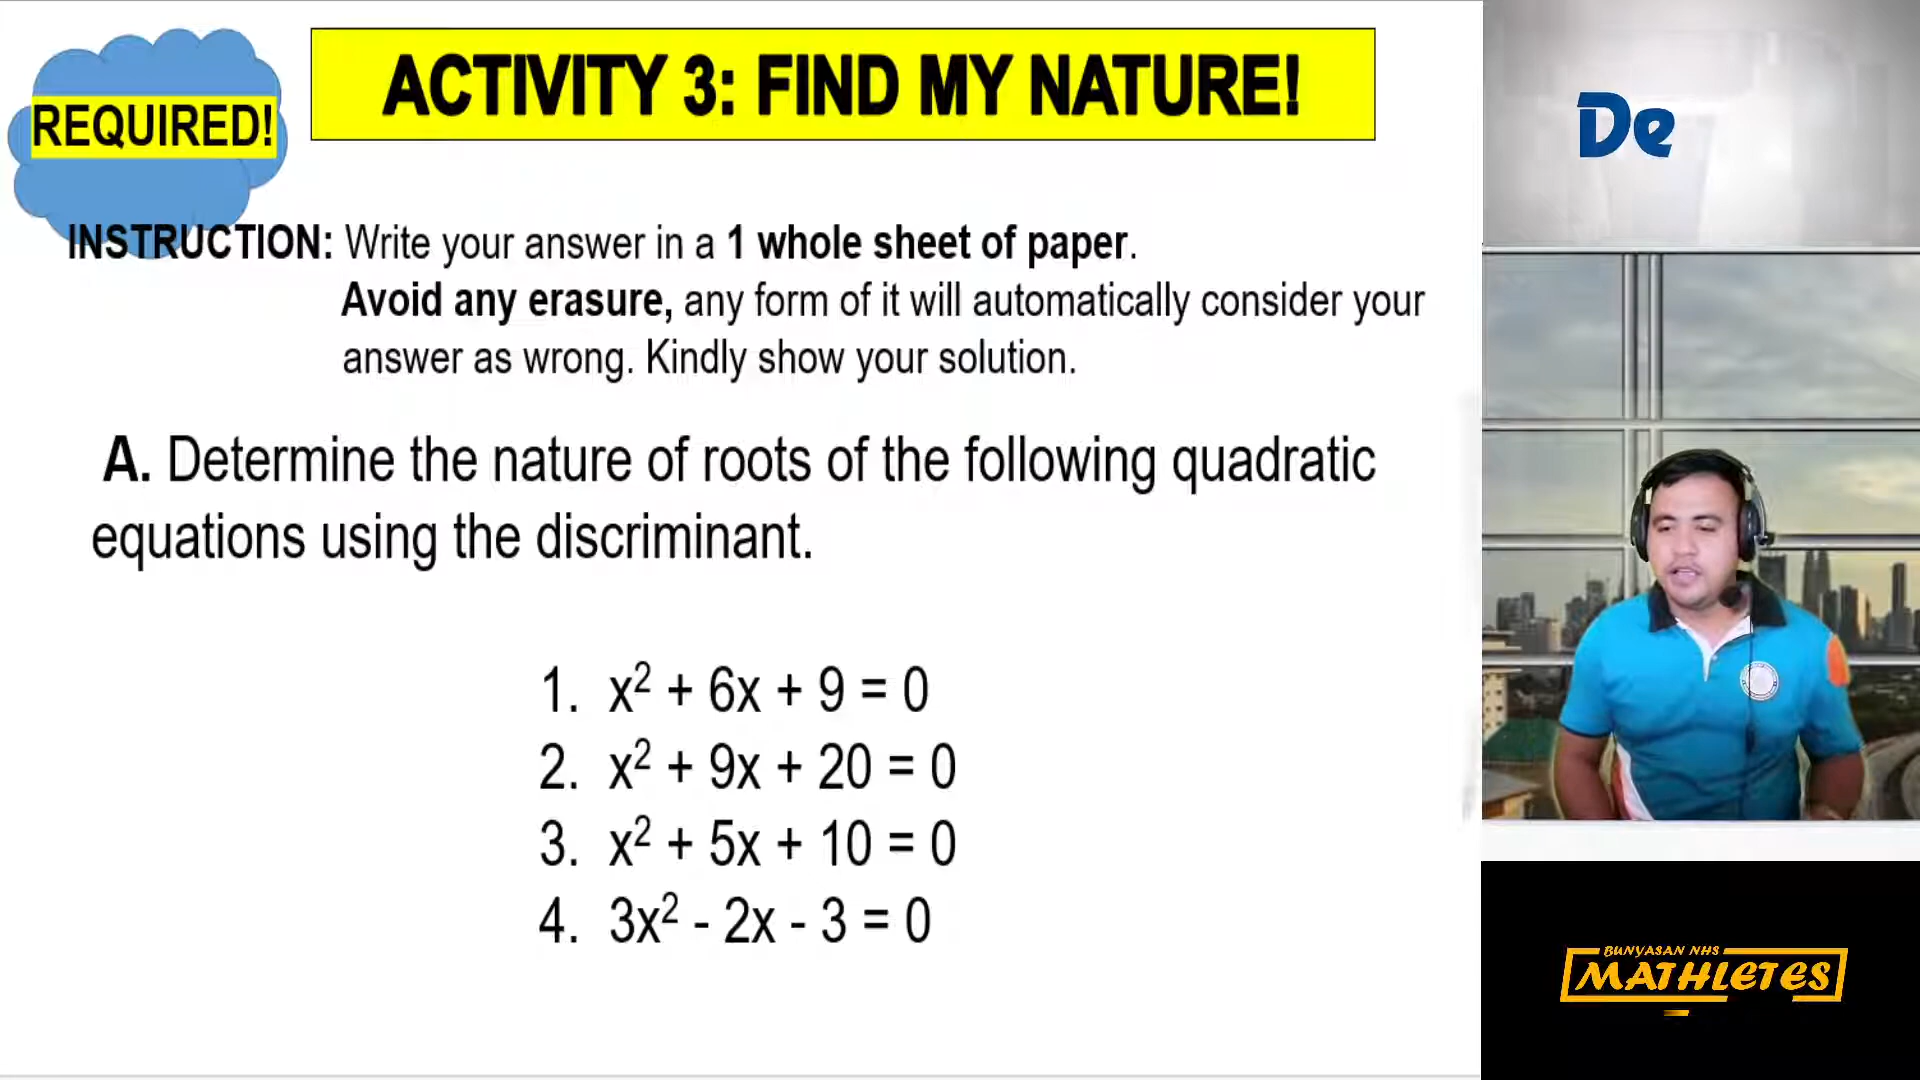 REQUIRED!
ACTIVITY 3: FIND MY NATURE!
INSTRUCTION: Write your answer in a 1 whole sheet of paper.
Avoid any erasure, any form of it will automatically consider your
answer as wrong. Kindly show your solution.
A. Determine the nature of roots of the following quadratic
equations using the discriminant.
1. x² + 6x + 9 = 0
2. x² + 9x + 20 = 0
3. x² + 5x + 10 = 0
4. 3x² - 2x - 3 = 0
De
BUNYASAN NHS
MATHLETES